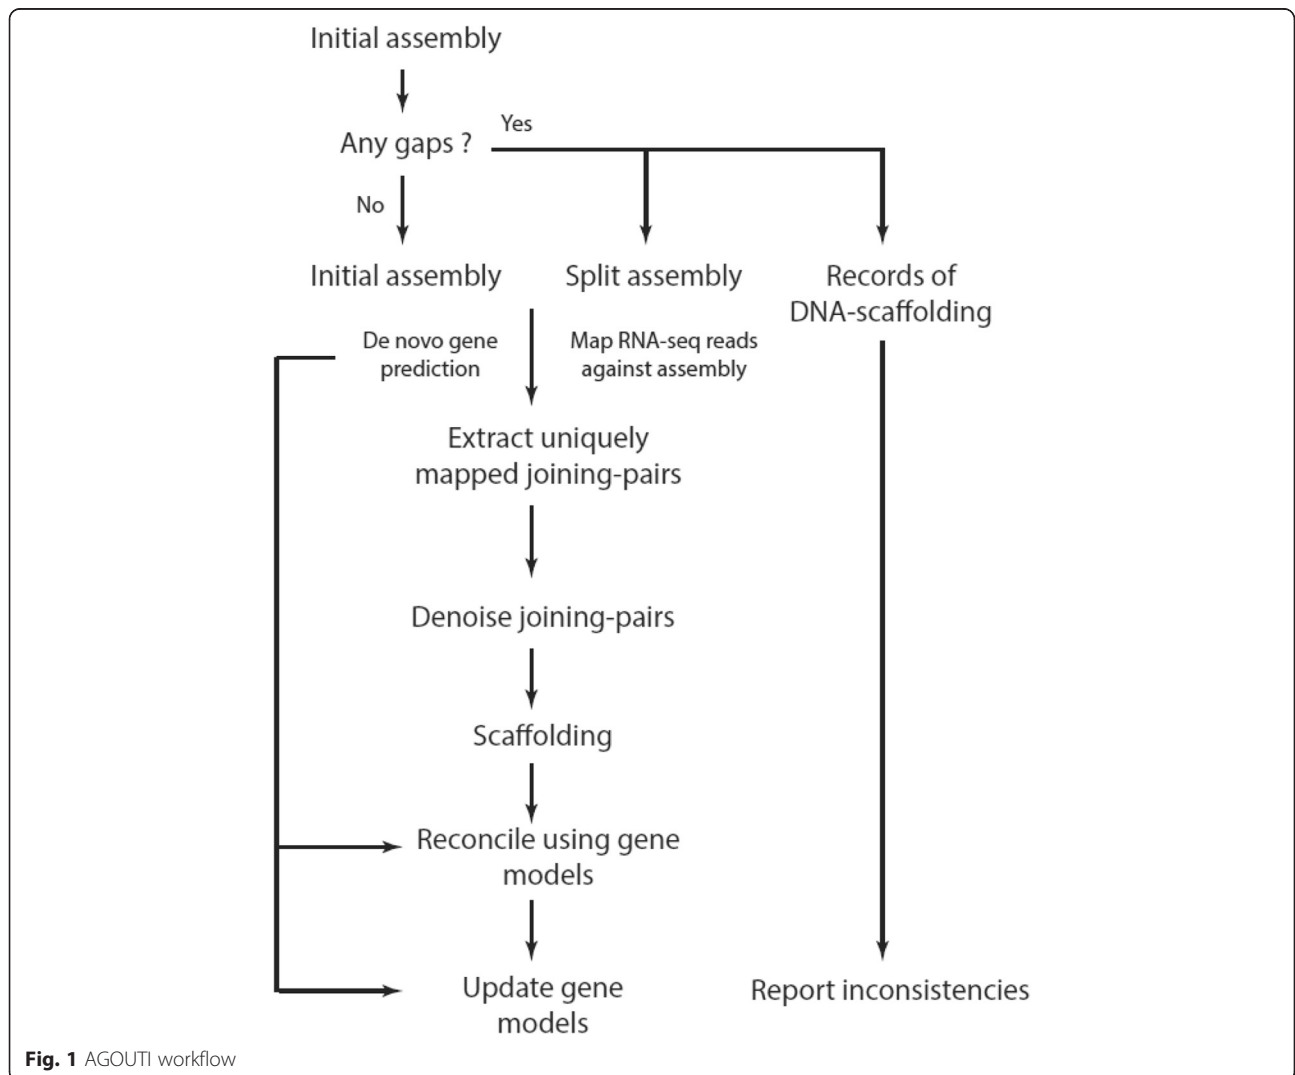 Initial assembly
Any gaps ?
Yes
No
Initial assembly
Split assembly
Records of
DNA-scaffolding
De novo gene
prediction
Map RNA-seq reads
against assembly
Extract uniquely
mapped joining-pairs
Denoise joining-pairs
Scaffolding
Reconcile using gene
models
Update gene
models
Report inconsistencies
Fig. 1 AGOUTI workflow